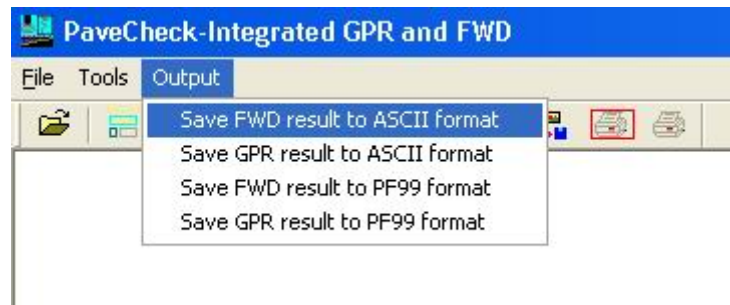 PaveCheck-Integrated GPR and FWD
File Tools Output
Save FWD result to ASCII format
Save GPR result to ASCII format
Save FWD result to PF99 format
Save GPR result to PF99 format